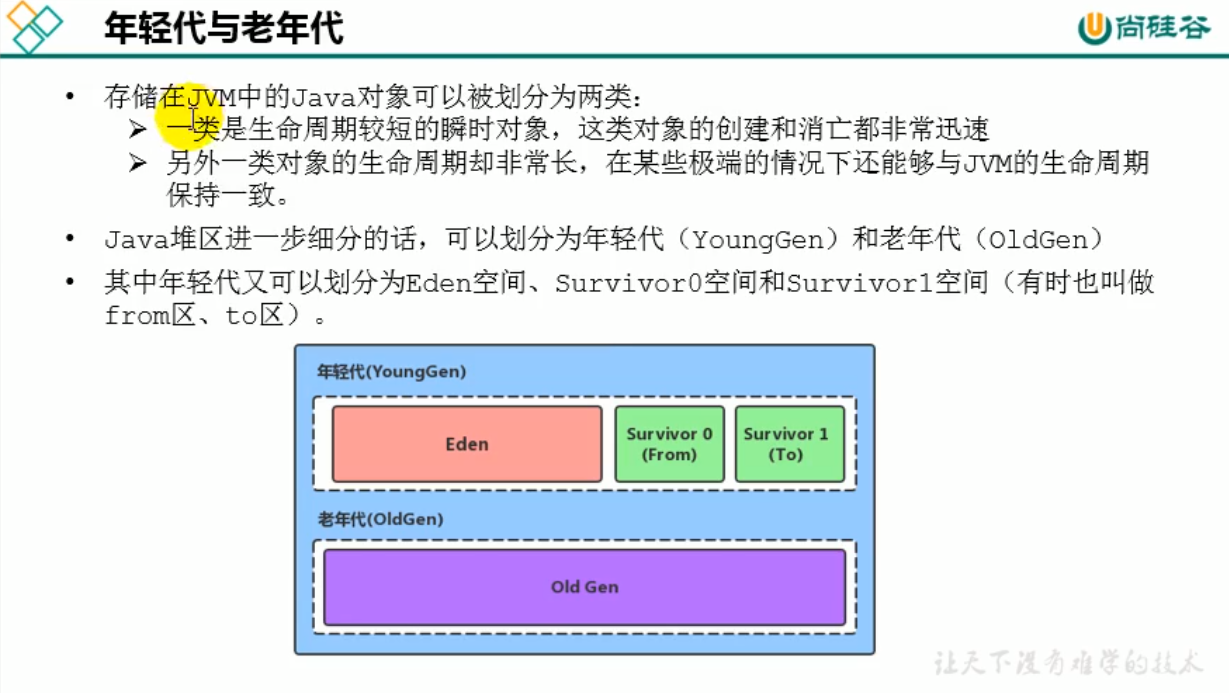 年轻代与老年代
尚硅谷
• 存储在JVM中的Java对象可以被划分为两类：
➢ 一类是生命周期较短的瞬时对象，这类对象的创建和消亡都非常迅速
➢ 另外一类对象的生命周期却非常长，在某些极端的情况下还能够与JVM的生命周期
保持一致。
• Java堆区进一步细分的话，可以划分为年轻代（YoungGen）和老年代（OldGen）
• 其中年轻代又可以划分为Eden空间、Survivor0空间和Survivor1空间（有时也叫做
from区、to区）。
年轻代(YoungGen)
Eden
Survivor 0
(From)
Survivor 1
(To)
老年代(OldGen)
Old Gen
让天下没有难学的技术